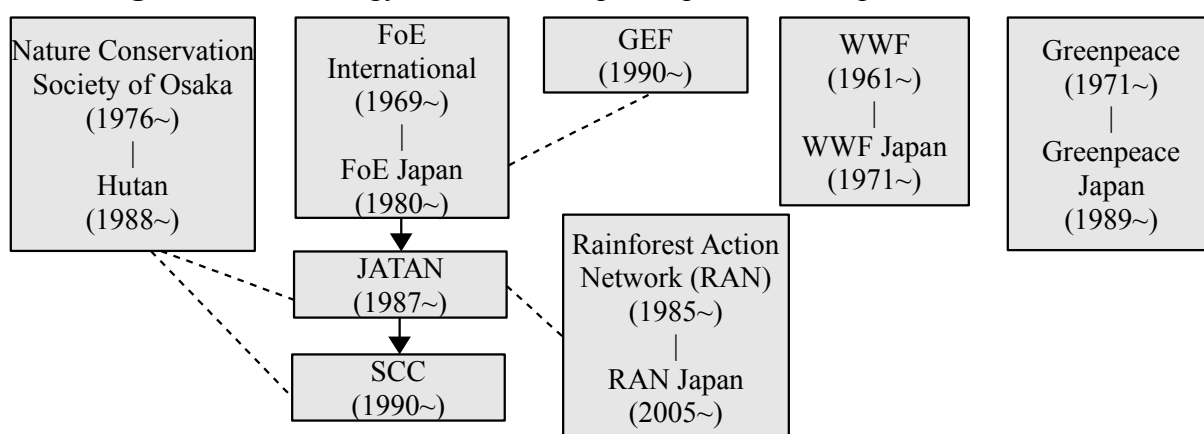 Nature Conservation
Society of Osaka
(1976~)
|
Hutan
(1988~)
FoE
International
(1969~)
|
FoE Japan
(1980~)
GEF
(1990~)
WWF
(1961~)
|
WWF Japan
(1971~)
Greenpeace
(1971~)
|
Greenpeace
Japan
(1989~)
JATAN
(1987~)
SCC
(1990~)
Rainforest Action
Network (RAN)
(1985~)
|
RAN Japan
(2005~)